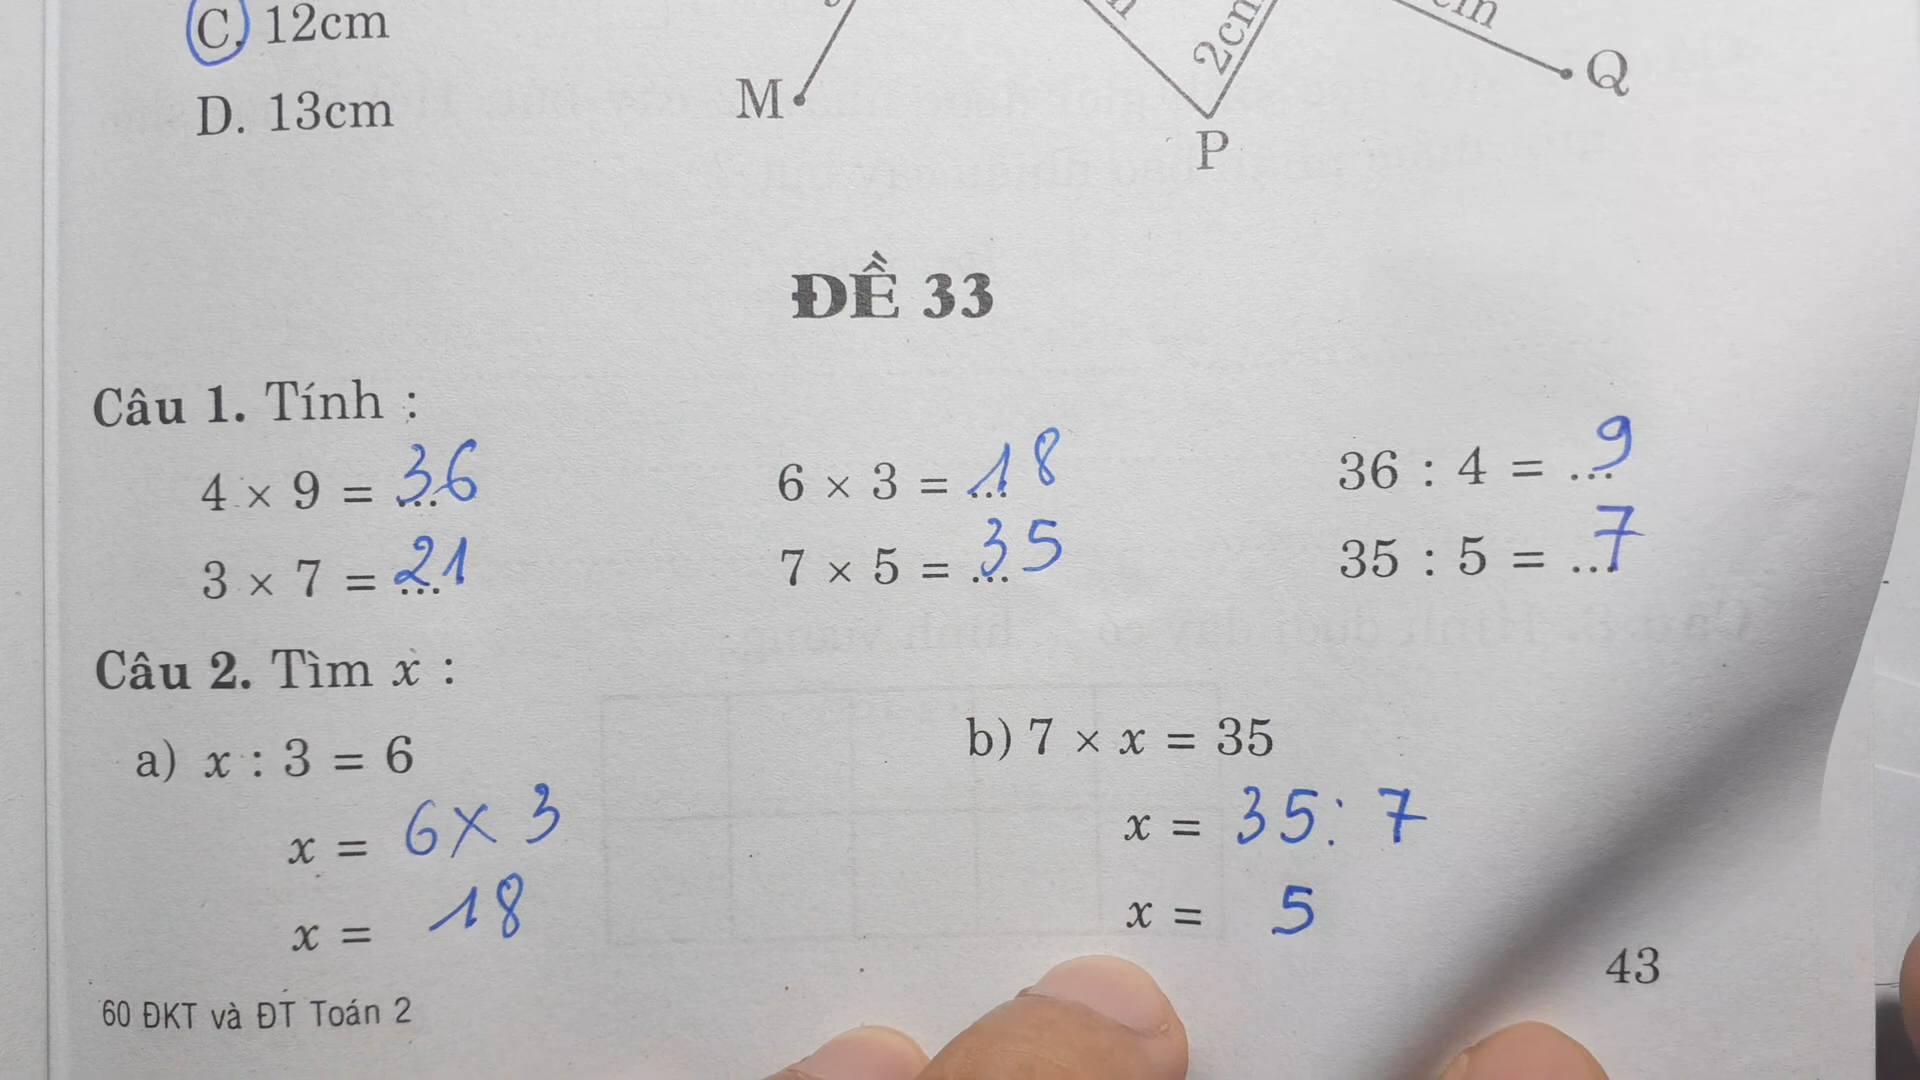 C. 12cm
D. 13cm
M
2cm
P
cm
Q
ĐỀ 33
Câu 1. Tính :
4 × 9 = ...36
6 × 3 = ...18
36 : 4 = ...9
3 × 7 = ...21
7 × 5 = ...35
35 : 5 = ...7
Câu 2. Tìm x :
a) x : 3 = 6
b) 7 × x = 35
x = 6 × 3
x = 35 : 7
x = 18
x = 5
43
60 ĐKT và ĐT Toán 2